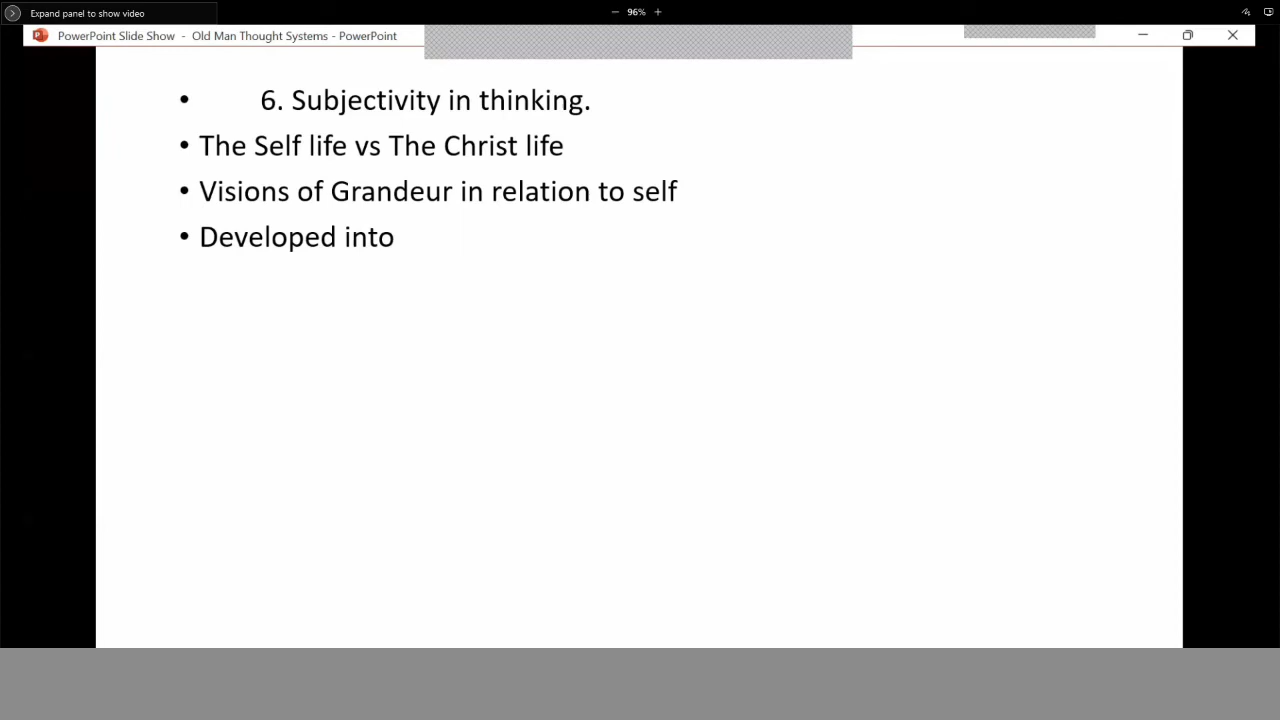 Expand panel to show video
96%
PowerPoint Slide Show - Old Man Thought Systems - PowerPoint
• 6. Subjectivity in thinking.
• The Self life vs The Christ life
• Visions of Grandeur in relation to self
• Developed into